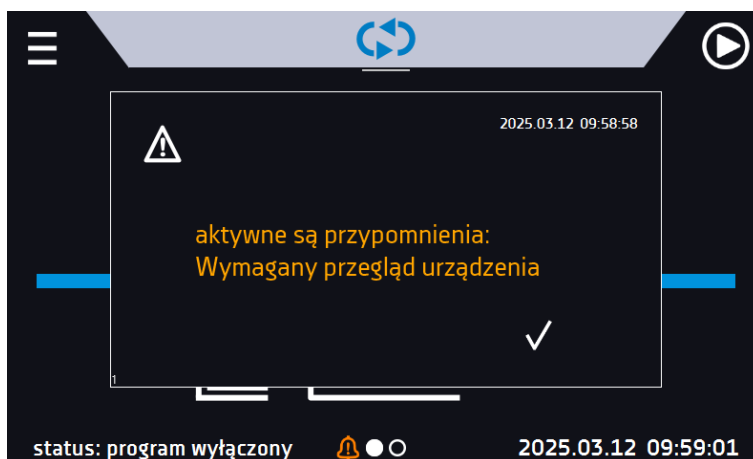 2025.03.12 09:58:58
aktywne są przypomnienia:
Wymagany przegląd urządzenia
1
status: program wyłączony
2025.03.12 09:59:01